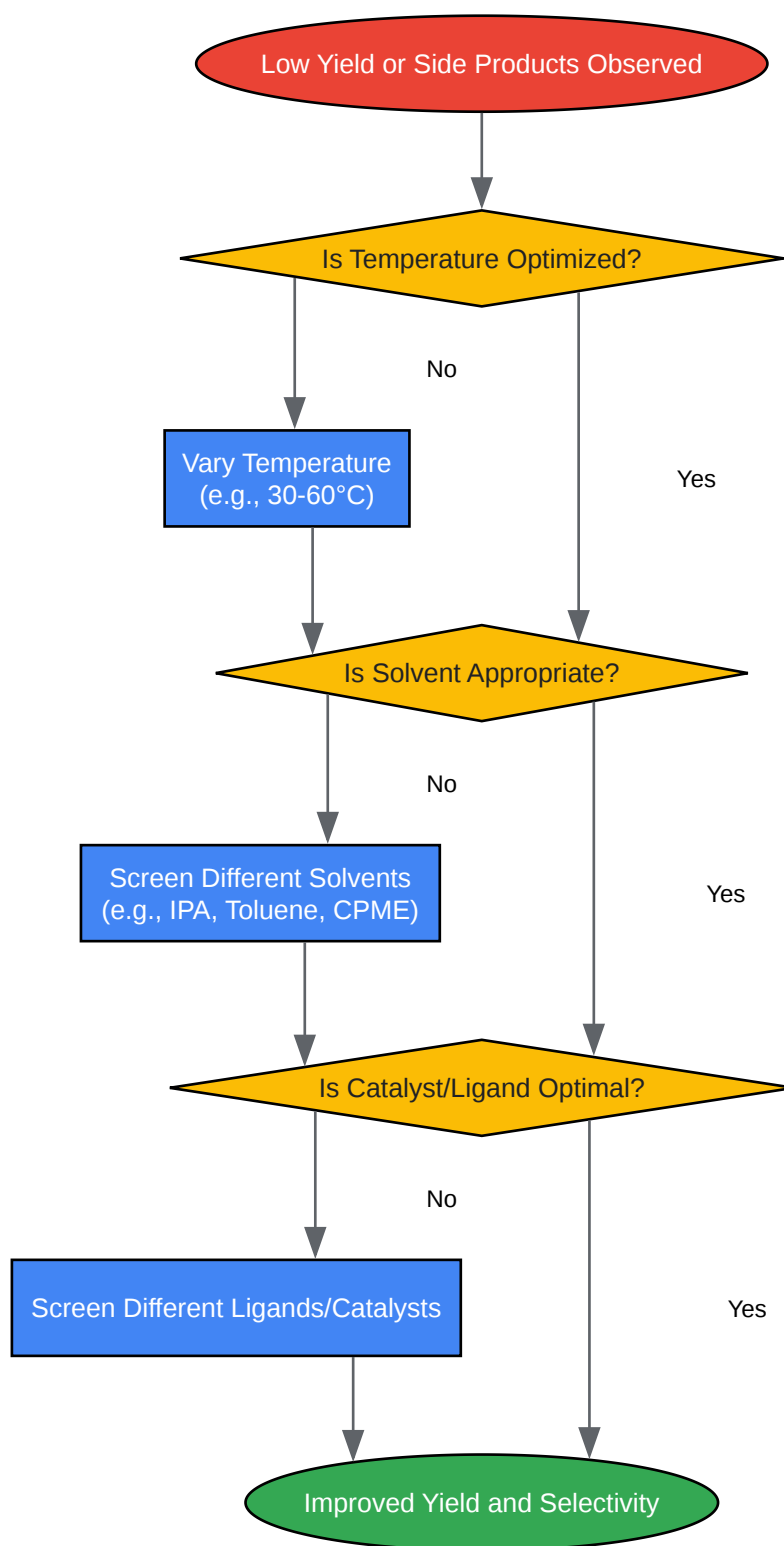 Low Yield or Side Products Observed
Is Temperature Optimized?
No
Vary Temperature
(e.g., 30-60°C)
Yes
Is Solvent Appropriate?
No
Screen Different Solvents
(e.g., IPA, Toluene, CPME)
Yes
Is Catalyst/Ligand Optimal?
No
Screen Different Ligands/Catalysts
Yes
Improved Yield and Selectivity